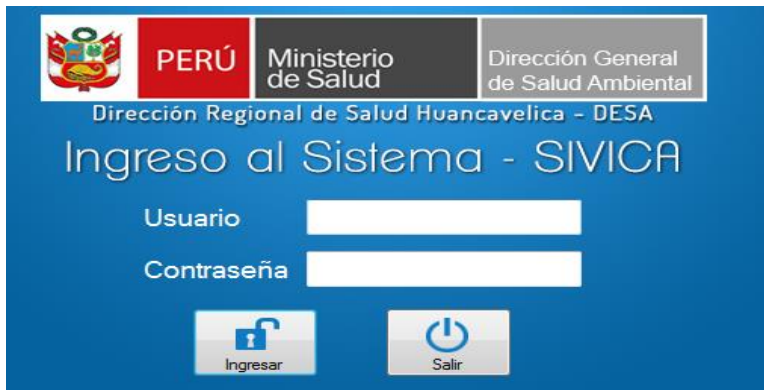 PERÚ Ministerio de Salud Dirección General de Salud Ambiental
Dirección Regional de Salud Huancavelica - DESA
Ingreso al Sistema - SIVICA
Usuario
Contraseña
Ingresar Salir